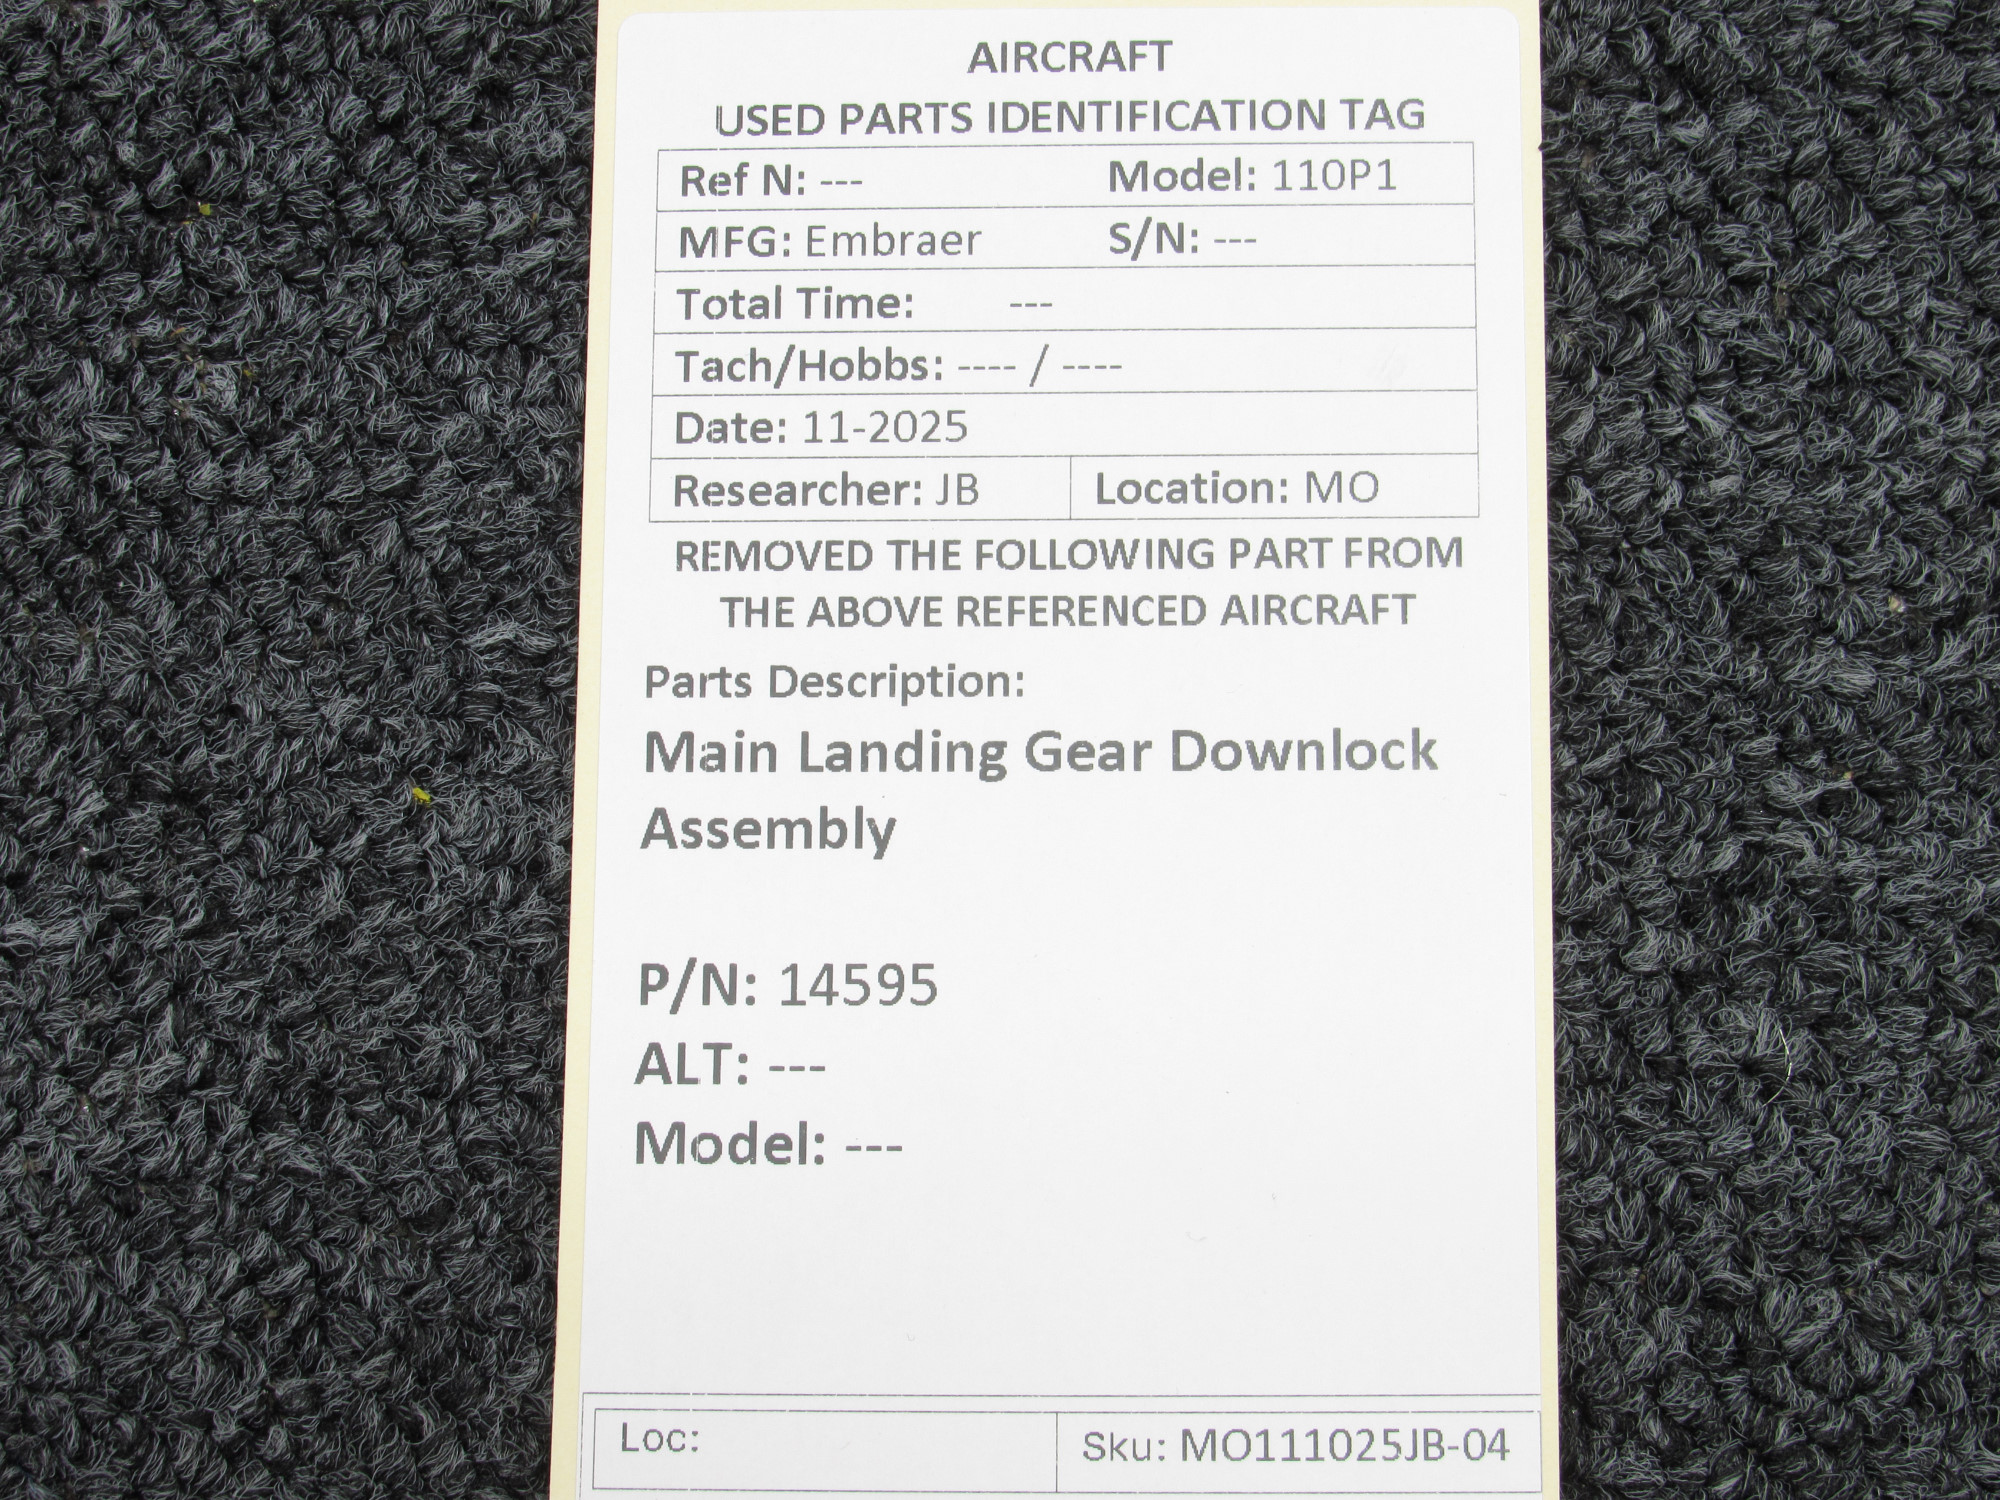 AIRCRAFT
USED PARTS IDENTIFICATION TAG
Ref N: --- Model: 110P1
MFG: Embraer S/N: ---
Total Time: ---
Tach/Hobbs: ---- / ----
Date: 11-2025
Researcher: JB Location: MO
REMOVED THE FOLLOWING PART FROM
THE ABOVE REFERENCED AIRCRAFT
Parts Description:
Main Landing Gear Downlock
Assembly
P/N: 14595
ALT: ---
Model: ---
Loc: Sku: MO111025JB-04